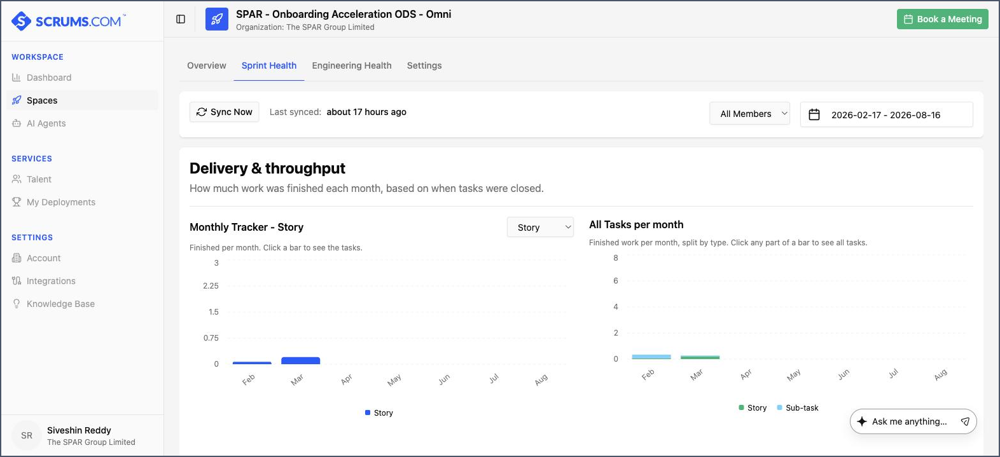 SCRUMS.COM™
SPAR - Onboarding Acceleration ODS - Omni
Organization: The SPAR Group Limited
Book a Meeting
WORKSPACE
Dashboard
Spaces
AI Agents
SERVICES
Talent
My Deployments
SETTINGS
Account
Integrations
Knowledge Base
SR
Siveshin Reddy
The SPAR Group Limited
Overview
Sprint Health
Engineering Health
Settings
Sync Now
Last synced: about 17 hours ago
All Members
2026-02-17 - 2026-08-16
Delivery & throughput
How much work was finished each month, based on when tasks were closed.
Monthly Tracker - Story
Story
Finished per month. Click a bar to see the tasks.
3
2.25
1.5
0.75
0
Feb
Mar
Apr
May
Jun
Jul
Aug
Story
All Tasks per month
Finished work per month, split by type. Click any part of a bar to see all tasks.
8
6
4
2
0
Feb
Mar
Apr
May
Jun
Jul
Aug
Story
Sub-task
Ask me anything...